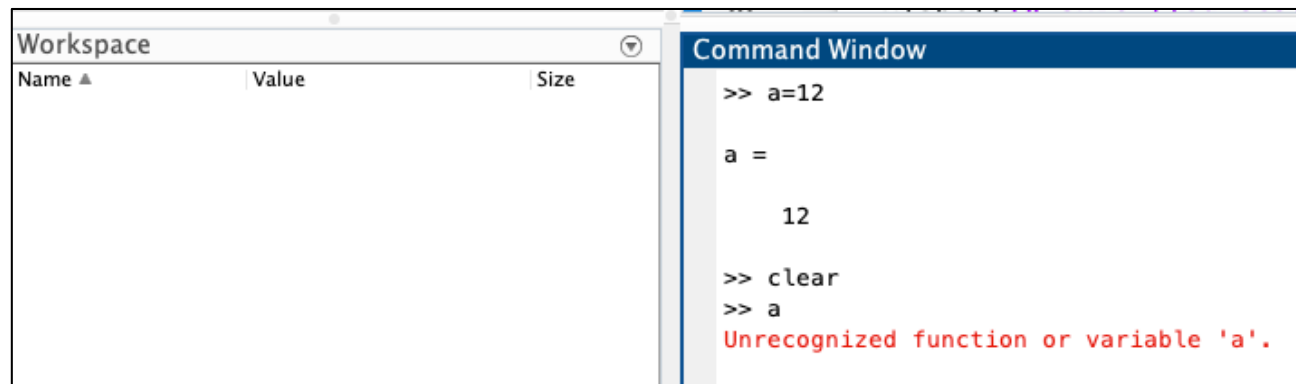 Workspace
Name Value Size
Command Window
>> a=12
a =
12
>> clear
>> a
Unrecognized function or variable 'a'.